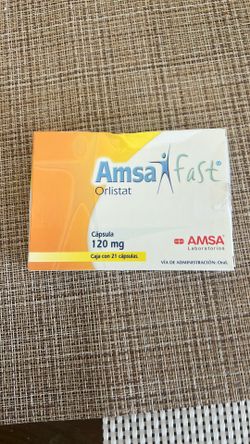 Amsa fast®
Orlistat
Cápsula
120 mg
Caja con 21 cápsulas.
AMSA
Laboratorios
VÍA DE ADMINISTRACIÓN: Oral.